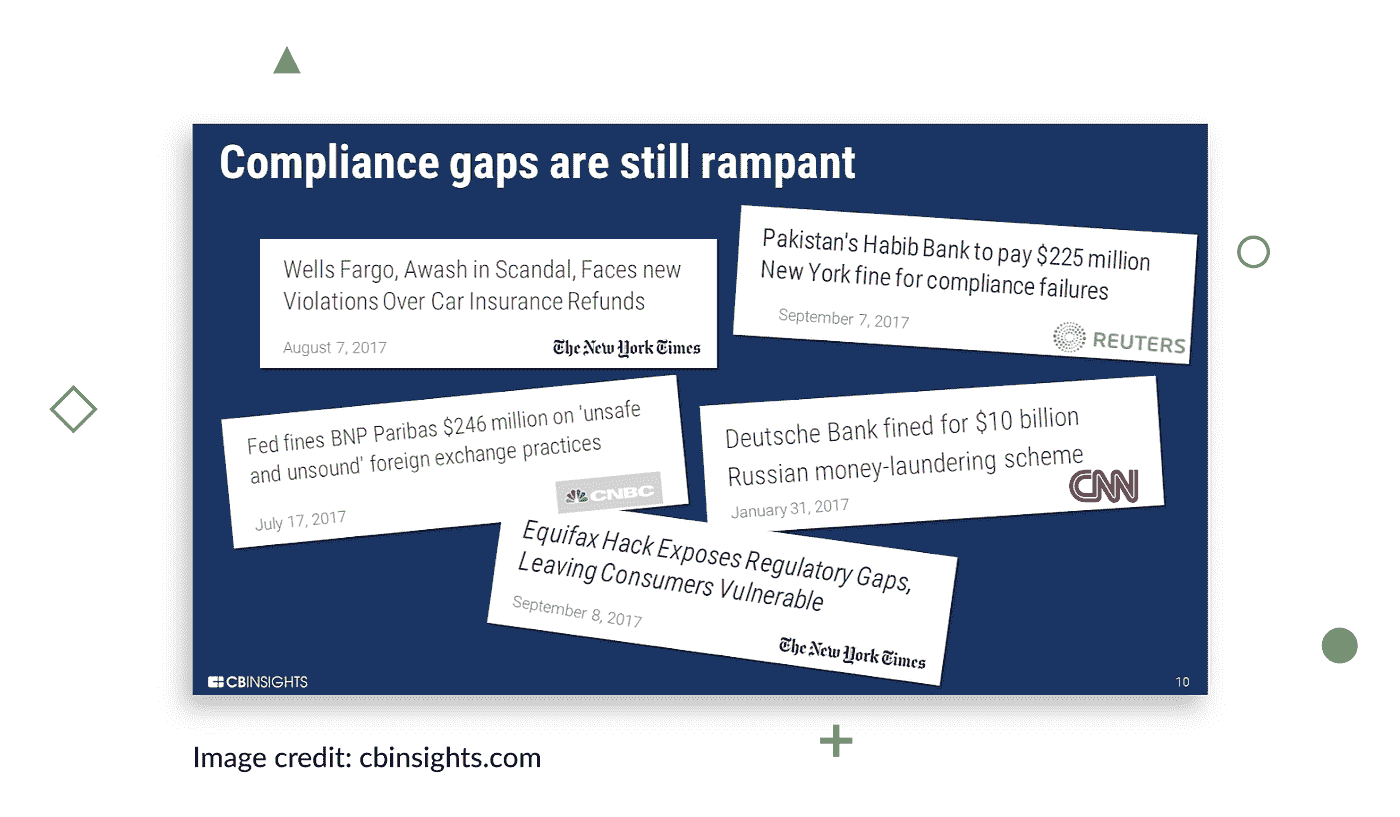 Compliance gaps are still rampant
Wells Fargo, Awash in Scandal, Faces new
Violations Over Car Insurance Refunds
August 7, 2017
The New York Times
Pakistan's Habib Bank to pay $225 million
New York fine for compliance failures
September 7, 2017
REUTERS
Fed fines BNP Paribas $246 million on 'unsafe
and unsound' foreign exchange practices
July 17, 2017
CNBC
Deutsche Bank fined for $10 billion
Russian money-laundering scheme
January 31, 2017
CNN
Equifax Hack Exposes Regulatory Gaps,
Leaving Consumers Vulnerable
September 8, 2017
The New York Times
CBINSIGHTS
10
Image credit: cbinsights.com